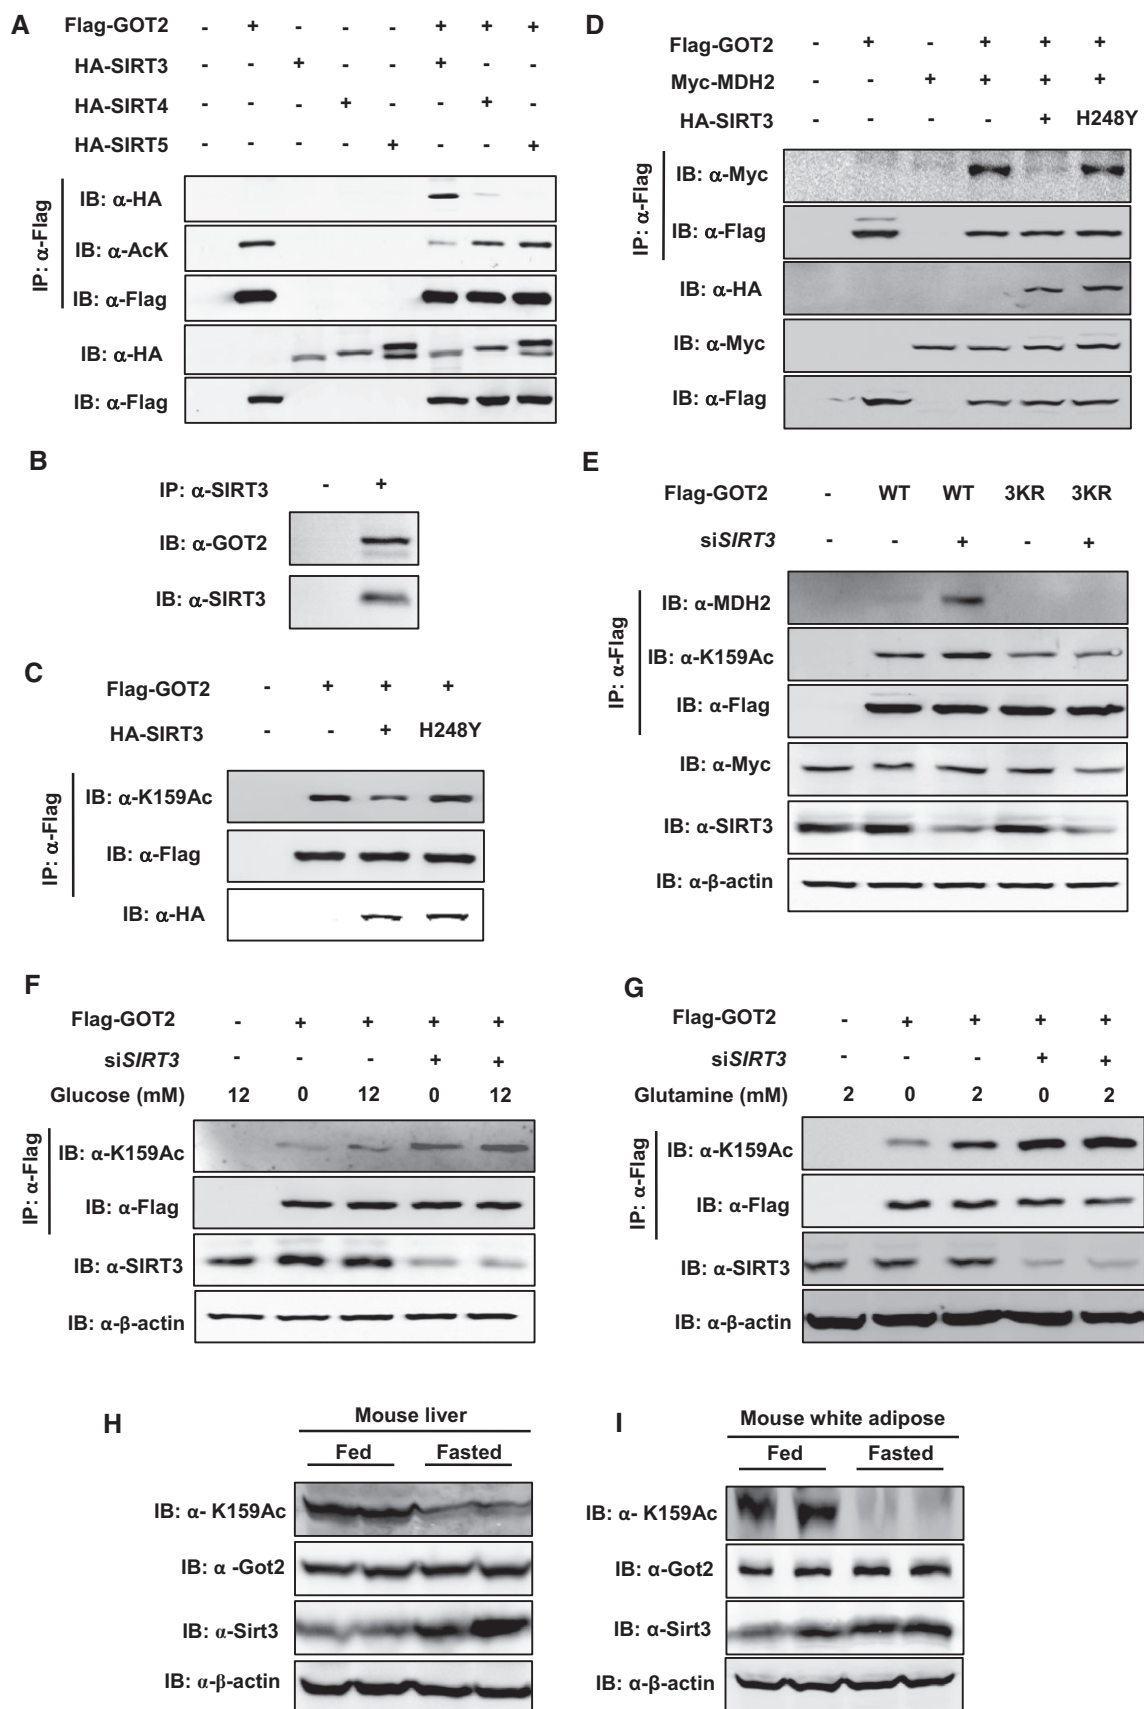 A
Flag-GOT2 - + - - - + + +
HA-SIRT3 - - + - - + - -
HA-SIRT4 - - - + - - + -
HA-SIRT5 - - - - + - - +
IP: α-Flag
IB: α-HA
IB: α-AcK
IB: α-Flag
IB: α-HA
IB: α-Flag
B
IP: α-SIRT3 - +
IB: α-GOT2
IB: α-SIRT3
C
Flag-GOT2 - + + +
HA-SIRT3 - - + H248Y
IP: α-Flag
IB: α-K159Ac
IB: α-Flag
IB: α-HA
D
Flag-GOT2 - + - + + +
Myc-MDH2 - - + + + +
HA-SIRT3 - - - - + H248Y
IP: α-Flag
IB: α-Myc
IB: α-Flag
IB: α-HA
IB: α-Myc
IB: α-Flag
E
Flag-GOT2 - WT WT 3KR 3KR
siSIRT3 - - + - +
IP: α-Flag
IB: α-MDH2
IB: α-K159Ac
IB: α-Flag
IB: α-Myc
IB: α-SIRT3
IB: α-β-actin
F
Flag-GOT2 - + + + +
siSIRT3 - - - + +
Glucose (mM) 12 0 12 0 12
IP: α-Flag
IB: α-K159Ac
IB: α-Flag
IB: α-SIRT3
IB: α-β-actin
G
Flag-GOT2 - + + + +
siSIRT3 - - - + +
Glutamine (mM) 2 0 2 0 2
IP: α-Flag
IB: α-K159Ac
IB: α-Flag
IB: α-SIRT3
IB: α-β-actin
H
Mouse liver
Fed Fasted
IB: α- K159Ac
IB: α -Got2
IB: α-Sirt3
IB: α-β-actin
I
Mouse white adipose
Fed Fasted
IB: α- K159Ac
IB: α-Got2
IB: α-Sirt3
IB: α-β-actin